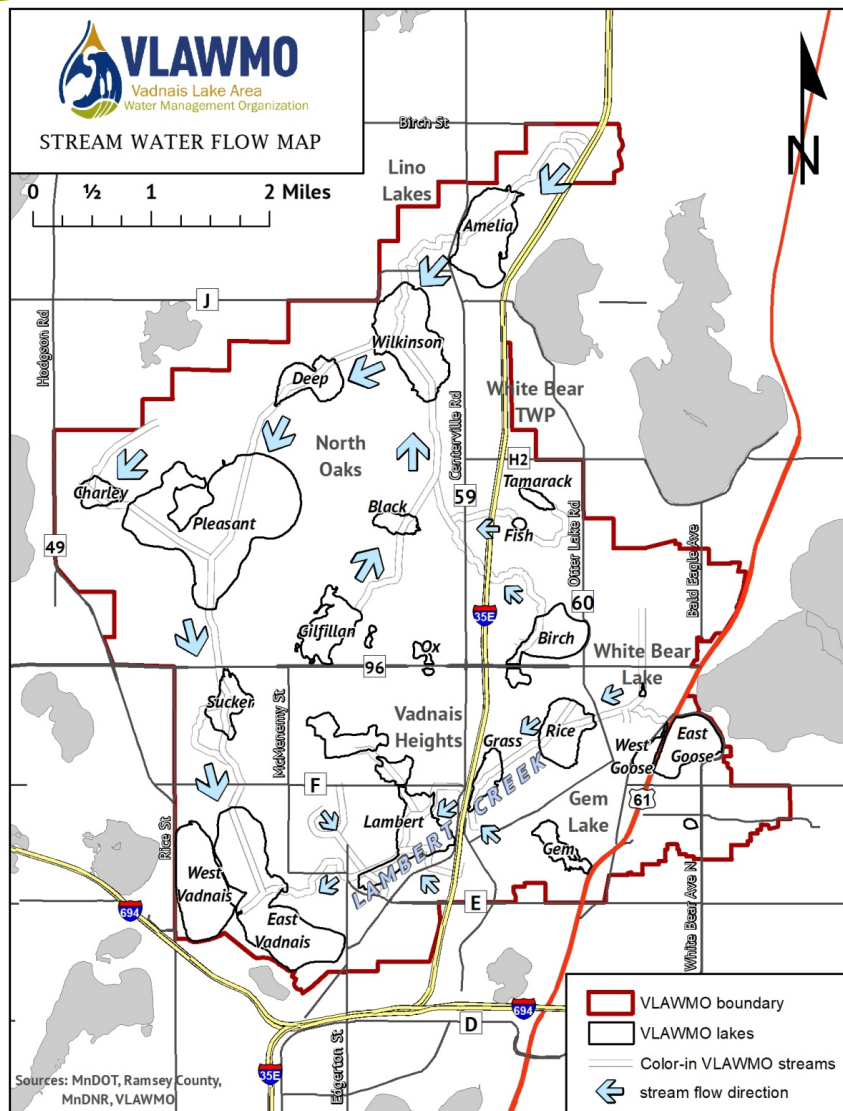 VLAWMO
Vadnais Lake Area
Water Management Organization
STREAM WATER FLOW MAP
0 ½ 1 2 Miles
N
Birch St
Lino
Lakes
Amelia
J
Hodgson Rd
Wilkinson
Deep
White Bear
TWP
North
Oaks
Centerville Rd
H2
Tamarack
Charley
Pleasant
Black
59
Fish
Otter Lake Rd
Bald Eagle Ave
49
35E
60
Gilfillan
Birch
Ox
96
White Bear
Lake
Sucker
McMenemy St
Vadnais
Heights
Grass
Rice
West
Goose
East
Goose
F
61
Lambert
LAMBERT CREEK
Gem
Lake
Gem
Rice St
West
Vadnais
East
Vadnais
E
694
White Bear Ave N
694
D
35E
Edgerton St
VLAWMO boundary
VLAWMO lakes
Color-in VLAWMO streams
stream flow direction
Sources: MnDOT, Ramsey County,
MnDNR, VLAWMO